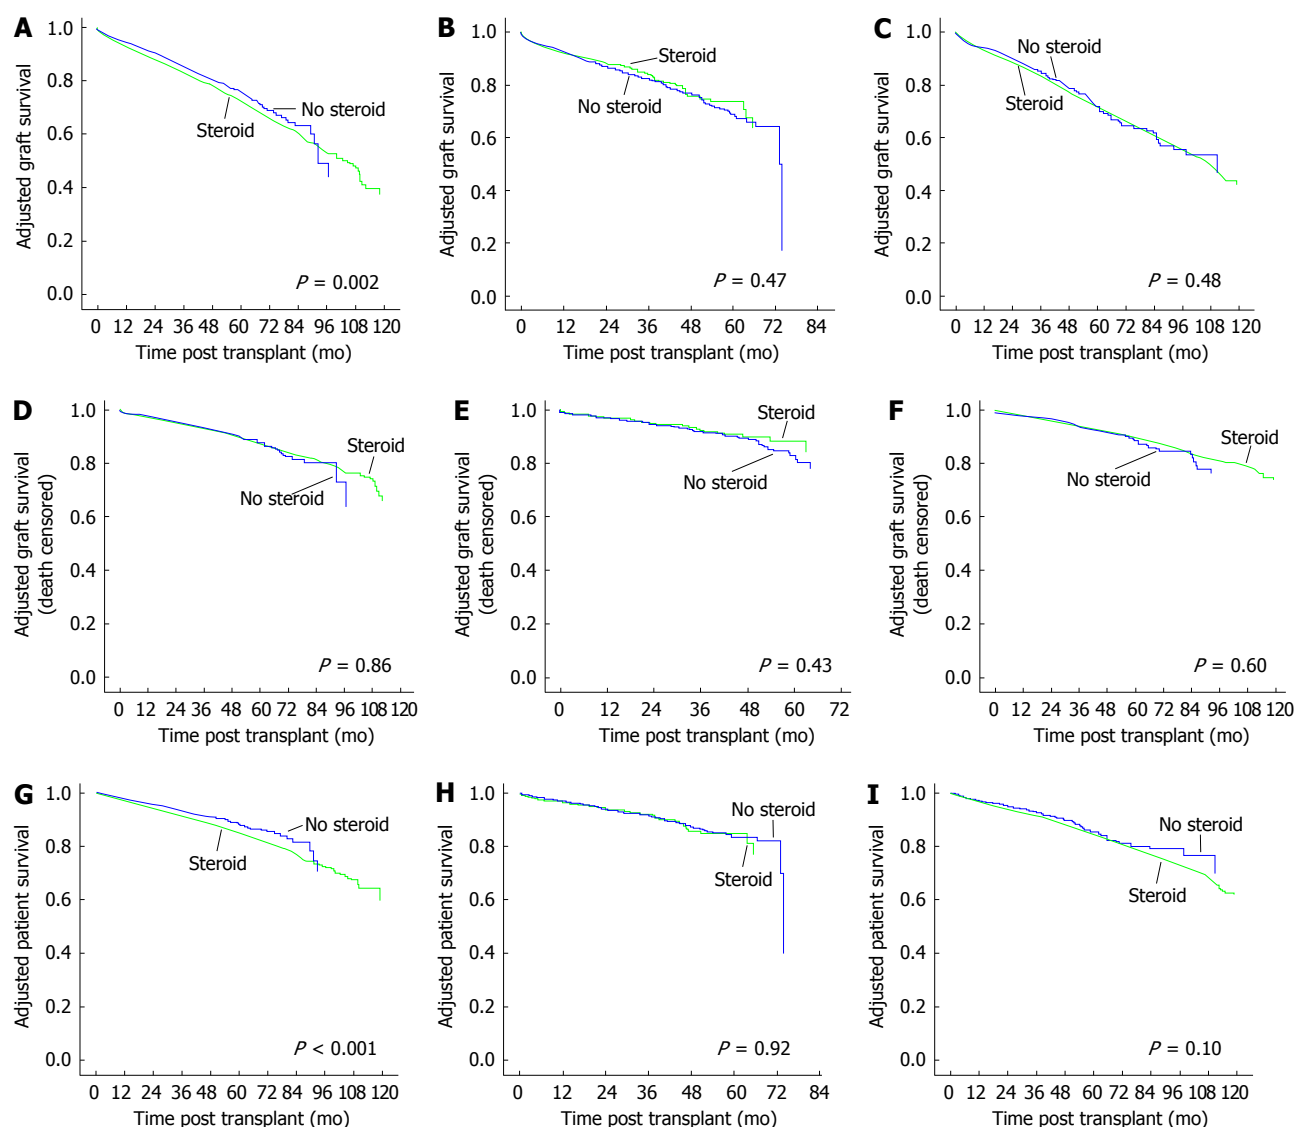 A
Adjusted graft survival
1.0
0.8
0.6
0.4
0.2
0.0
No steroid
Steroid
P = 0.002
0 12 24 36 48 60 72 84 96 108 120
Time post transplant (mo)
B
Adjusted graft survival
1.0
0.8
0.6
0.4
0.2
0.0
Steroid
No steroid
P = 0.47
0 12 24 36 48 60 72 84
Time post transplant (mo)
C
Adjusted graft survival
1.0
0.8
0.6
0.4
0.2
0.0
No steroid
Steroid
P = 0.48
0 12 24 36 48 60 72 84 96 108 120
Time post transplant (mo)
D
Adjusted graft survival
(death censored)
1.0
0.8
0.6
0.4
0.2
0.0
Steroid
No steroid
P = 0.86
0 12 24 36 48 60 72 84 96 108 120
Time post transplant (mo)
E
Adjusted graft survival
(death censored)
1.0
0.8
0.6
0.4
0.2
0.0
Steroid
No steroid
P = 0.43
0 12 24 36 48 60 72
Time post transplant (mo)
F
Adjusted graft survival
(death censored)
1.0
0.8
0.6
0.4
0.2
0.0
Steroid
No steroid
P = 0.60
0 12 24 36 48 60 72 84 96 108 120
Time post transplant (mo)
G
Adjusted patient survival
1.0
0.8
0.6
0.4
0.2
0.0
No steroid
Steroid
P < 0.001
0 12 24 36 48 60 72 84 96 108 120
Time post transplant (mo)
H
Adjusted patient survival
1.0
0.8
0.6
0.4
0.2
0.0
No steroid
Steroid
P = 0.92
0 12 24 36 48 60 72 84
Time post transplant (mo)
I
Adjusted patient survival
1.0
0.8
0.6
0.4
0.2
0.0
No steroid
Steroid
P = 0.10
0 12 24 36 48 60 72 84 96 108 120
Time post transplant (mo)